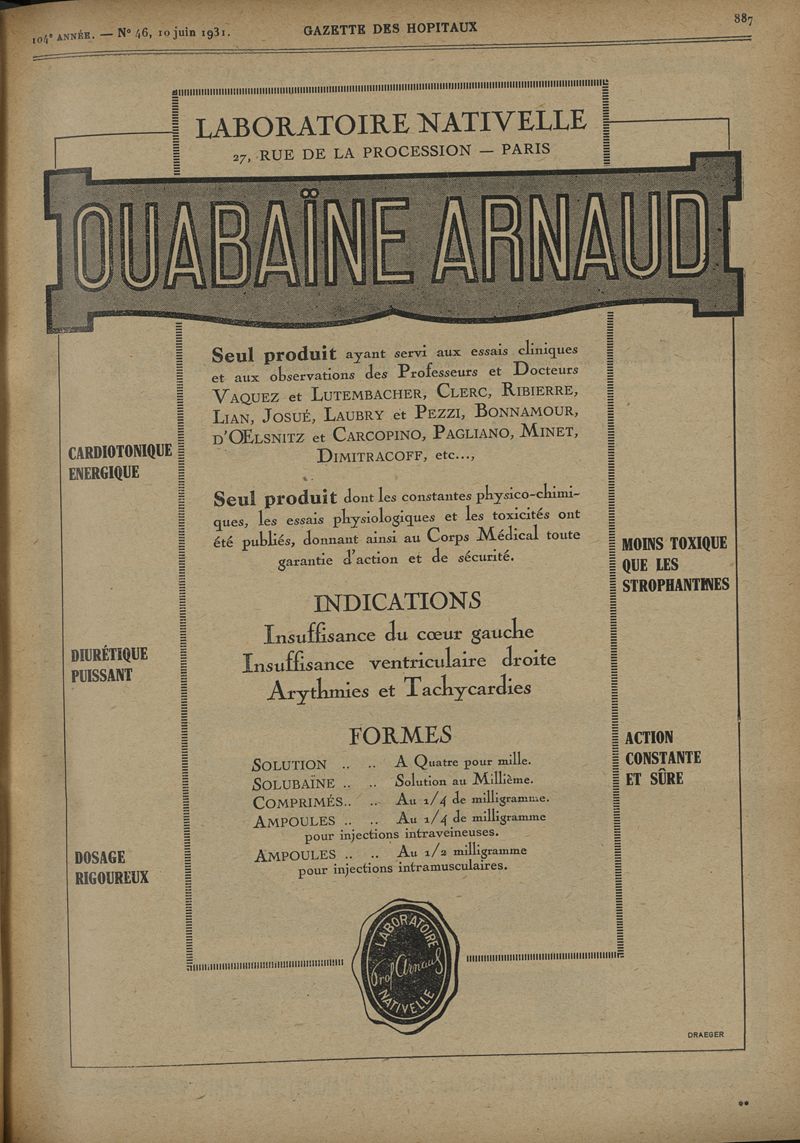 104e ANNÉE. — N° 46, 10 juin 1931.
GAZETTE DES HOPITAUX
887
LABORATOIRE NATIVELLE
27, RUE DE LA PROCESSION — PARIS
OUABAÏNE ARNAUD
Seul produit ayant servi aux essais cliniques
et aux observations des Professeurs et Docteurs
VAQUEZ et LUTEMBACHER, CLERC, RIBIERRE,
LIAN, JOSUÉ, LAUBRY et PEZZI, BONNAMOUR,
D'OELSNITZ et CARCOPINO, PAGLIANO, MINET,
DIMITRACOFF, etc...,
CARDIOTONIQUE
ENERGIQUE
Seul produit dont les constantes physico-chimi-
ques, les essais physiologiques et les toxicités ont
été publiés, donnant ainsi au Corps Médical toute
garantie d'action et de sécurité.
MOINS TOXIQUE
QUE LES
STROPHANTINES
INDICATIONS
Insuffisance du cœur gauche
Insuffisance ventriculaire droite
Arythmies et Tachycardies
DIURÉTIQUE
PUISSANT
FORMES
SOLUTION .. .. A Quatre pour mille.
SOLUBAÏNE .. .. Solution au Millième.
COMPRIMÉS.. .. Au 1/4 de milligramme.
AMPOULES .. .. Au 1/4 de milligramme
pour injections intraveineuses.
AMPOULES .. .. Au 1/2 milligramme
pour injections intramusculaires.
ACTION
CONSTANTE
ET SÛRE
DOSAGE
RIGOUREUX
LABORATOIRE
Prof Arnaud
NATIVELLE
DRAEGER
**